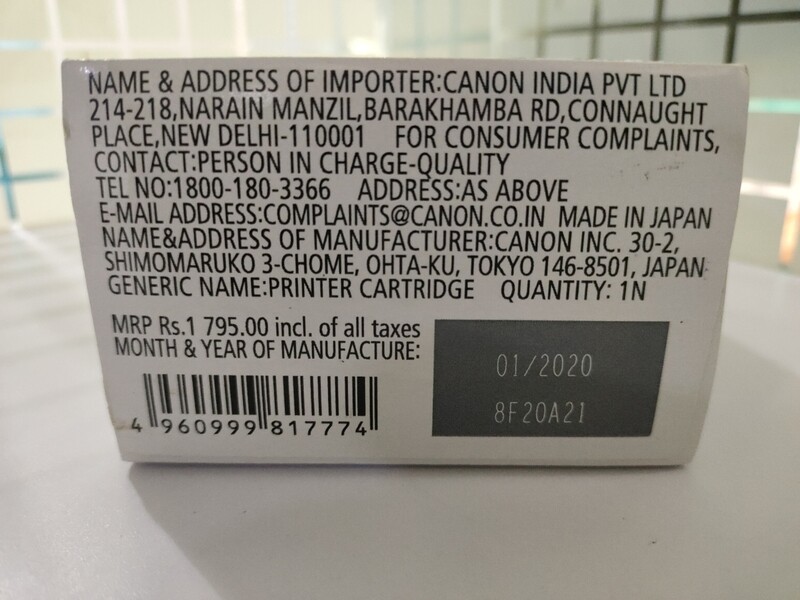 NAME & ADDRESS OF IMPORTER:CANON INDIA PVT LTD
214-218,NARAIN MANZIL,BARAKHAMBA RD,CONNAUGHT
PLACE,NEW DELHI-110001 FOR CONSUMER COMPLAINTS,
CONTACT:PERSON IN CHARGE-QUALITY
TEL NO:1800-180-3366 ADDRESS:AS ABOVE
E-MAIL ADDRESS:COMPLAINTS@CANON.CO.IN MADE IN JAPAN
NAME&ADDRESS OF MANUFACTURER:CANON INC. 30-2,
SHIMOMARUKO 3-CHOME, OHTA-KU, TOKYO 146-8501, JAPAN
GENERIC NAME:PRINTER CARTRIDGE QUANTITY: 1N
MRP Rs.1 795.00 incl. of all taxes
MONTH & YEAR OF MANUFACTURE:
01/2020
8F20A21
4 960999 817774